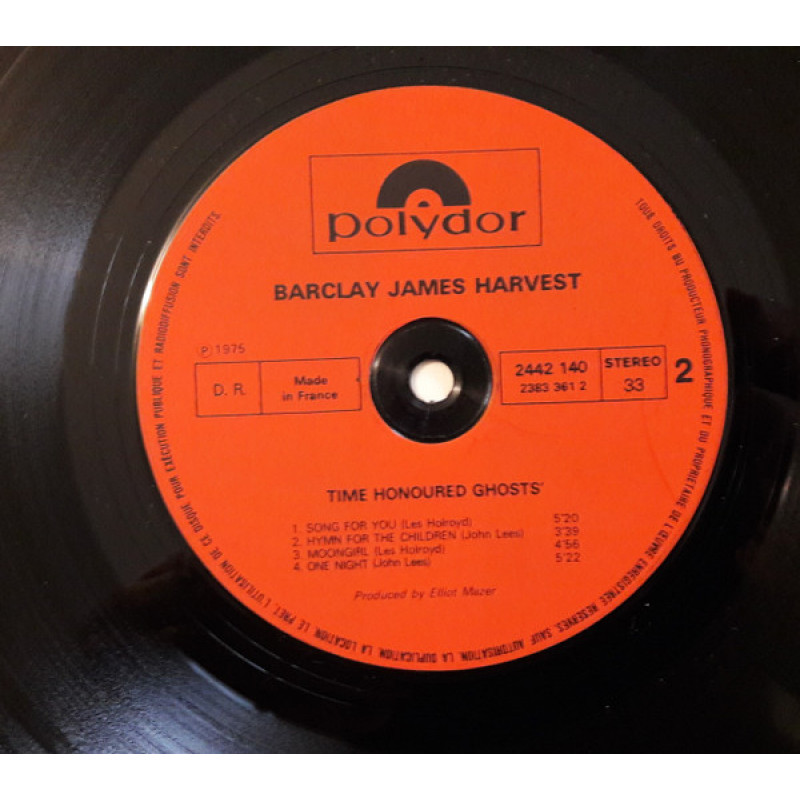 polydor
BARCLAY JAMES HARVEST
℗ 1975
D. R.
Made
in France
2442 140
2383 361 2
STEREO
33
2
TIME HONOURED GHOSTS'
1. SONG FOR YOU (Les Holroyd) 5'20
2. HYMN FOR THE CHILDREN (John Lees) 3'39
3. MOONGIRL (Les Holroyd) 4'56
4. ONE NIGHT (John Lees) 5'22
Produced by Elliot Mazer
TOUS DROITS DU PRODUCTEUR PHONOGRAPHIQUE ET DU PROPRIETAIRE DE L'ŒUVRE ENREGISTREE RESERVES. SAUF AUTORISATION, LA DUPLICATION, LA LOCATION, LE PRET, L'UTILISATION DE CE DISQUE POUR EXECUTION PUBLIQUE ET RADIODIFFUSION SONT INTERDITS.